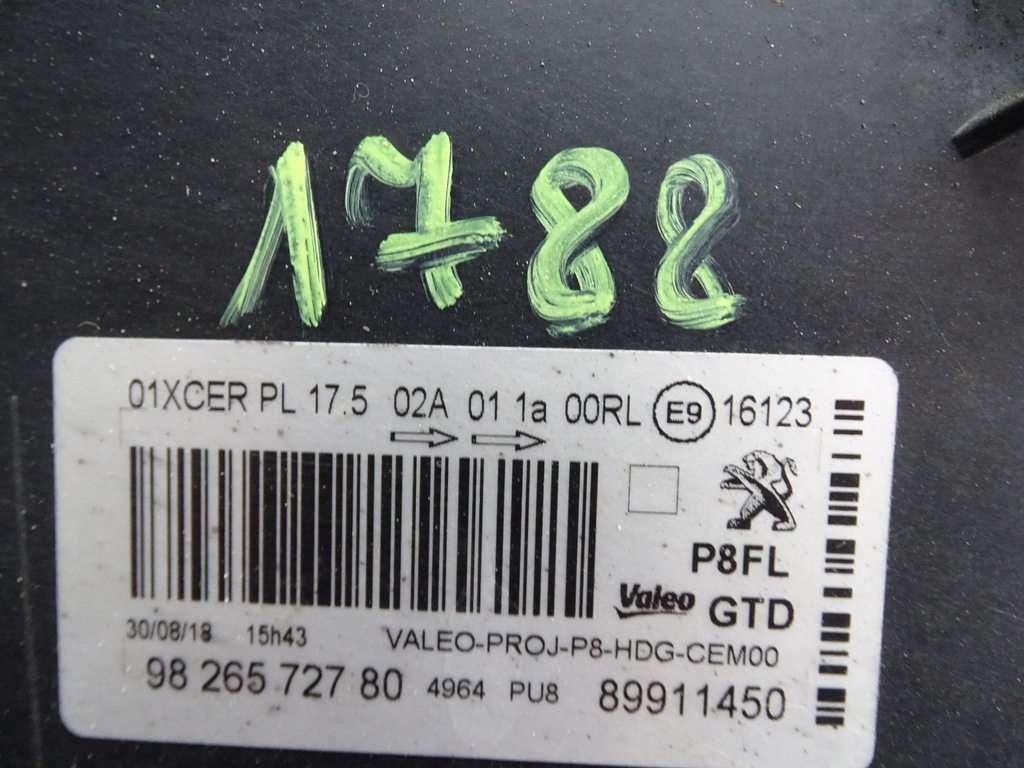 1788
01XCER PL 17.5 02A 01 1a 00RL E9 16123
P8FL
Valeo GTD
30/08/18 15h43 VALEO-PROJ-P8-HDG-CEM00
98 265 727 80 4964 PU8 89911450